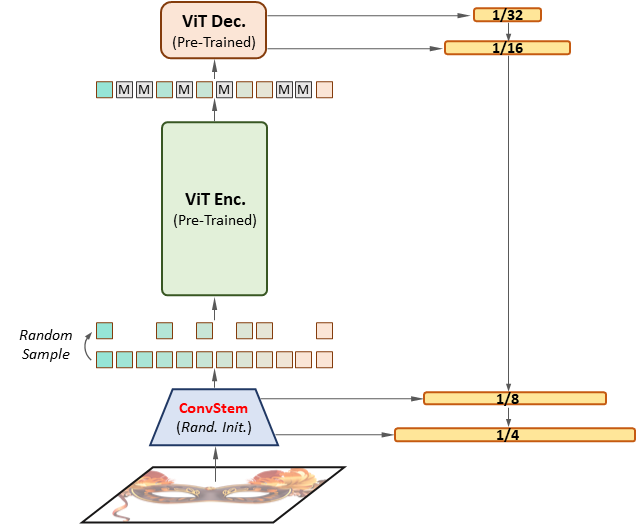 ViT Dec.
(Pre-Trained)
1/32
1/16
M M M M M M
ViT Enc.
(Pre-Trained)
Random
Sample
ConvStem
(Rand. Init.)
1/8
1/4